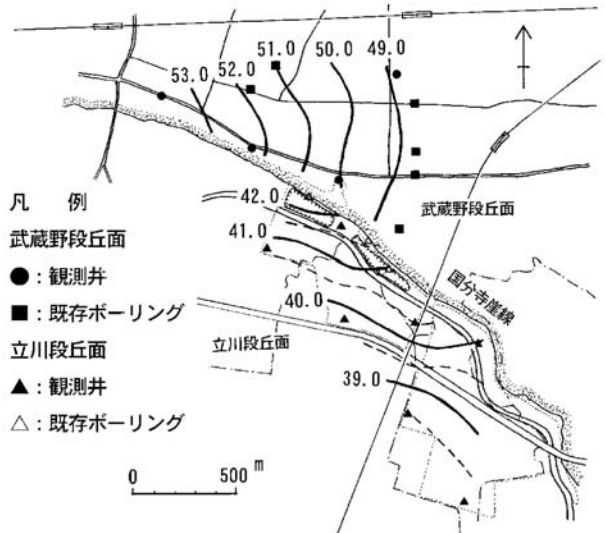 51.0 50.0 49.0
53.0 52.0
42.0
41.0
40.0
39.0
武蔵野段丘面
国分寺崖線
立川段丘面
凡 例
武蔵野段丘面
●：観測井
■：既存ボーリング
立川段丘面
▲：観測井
△：既存ボーリング
0 500 m